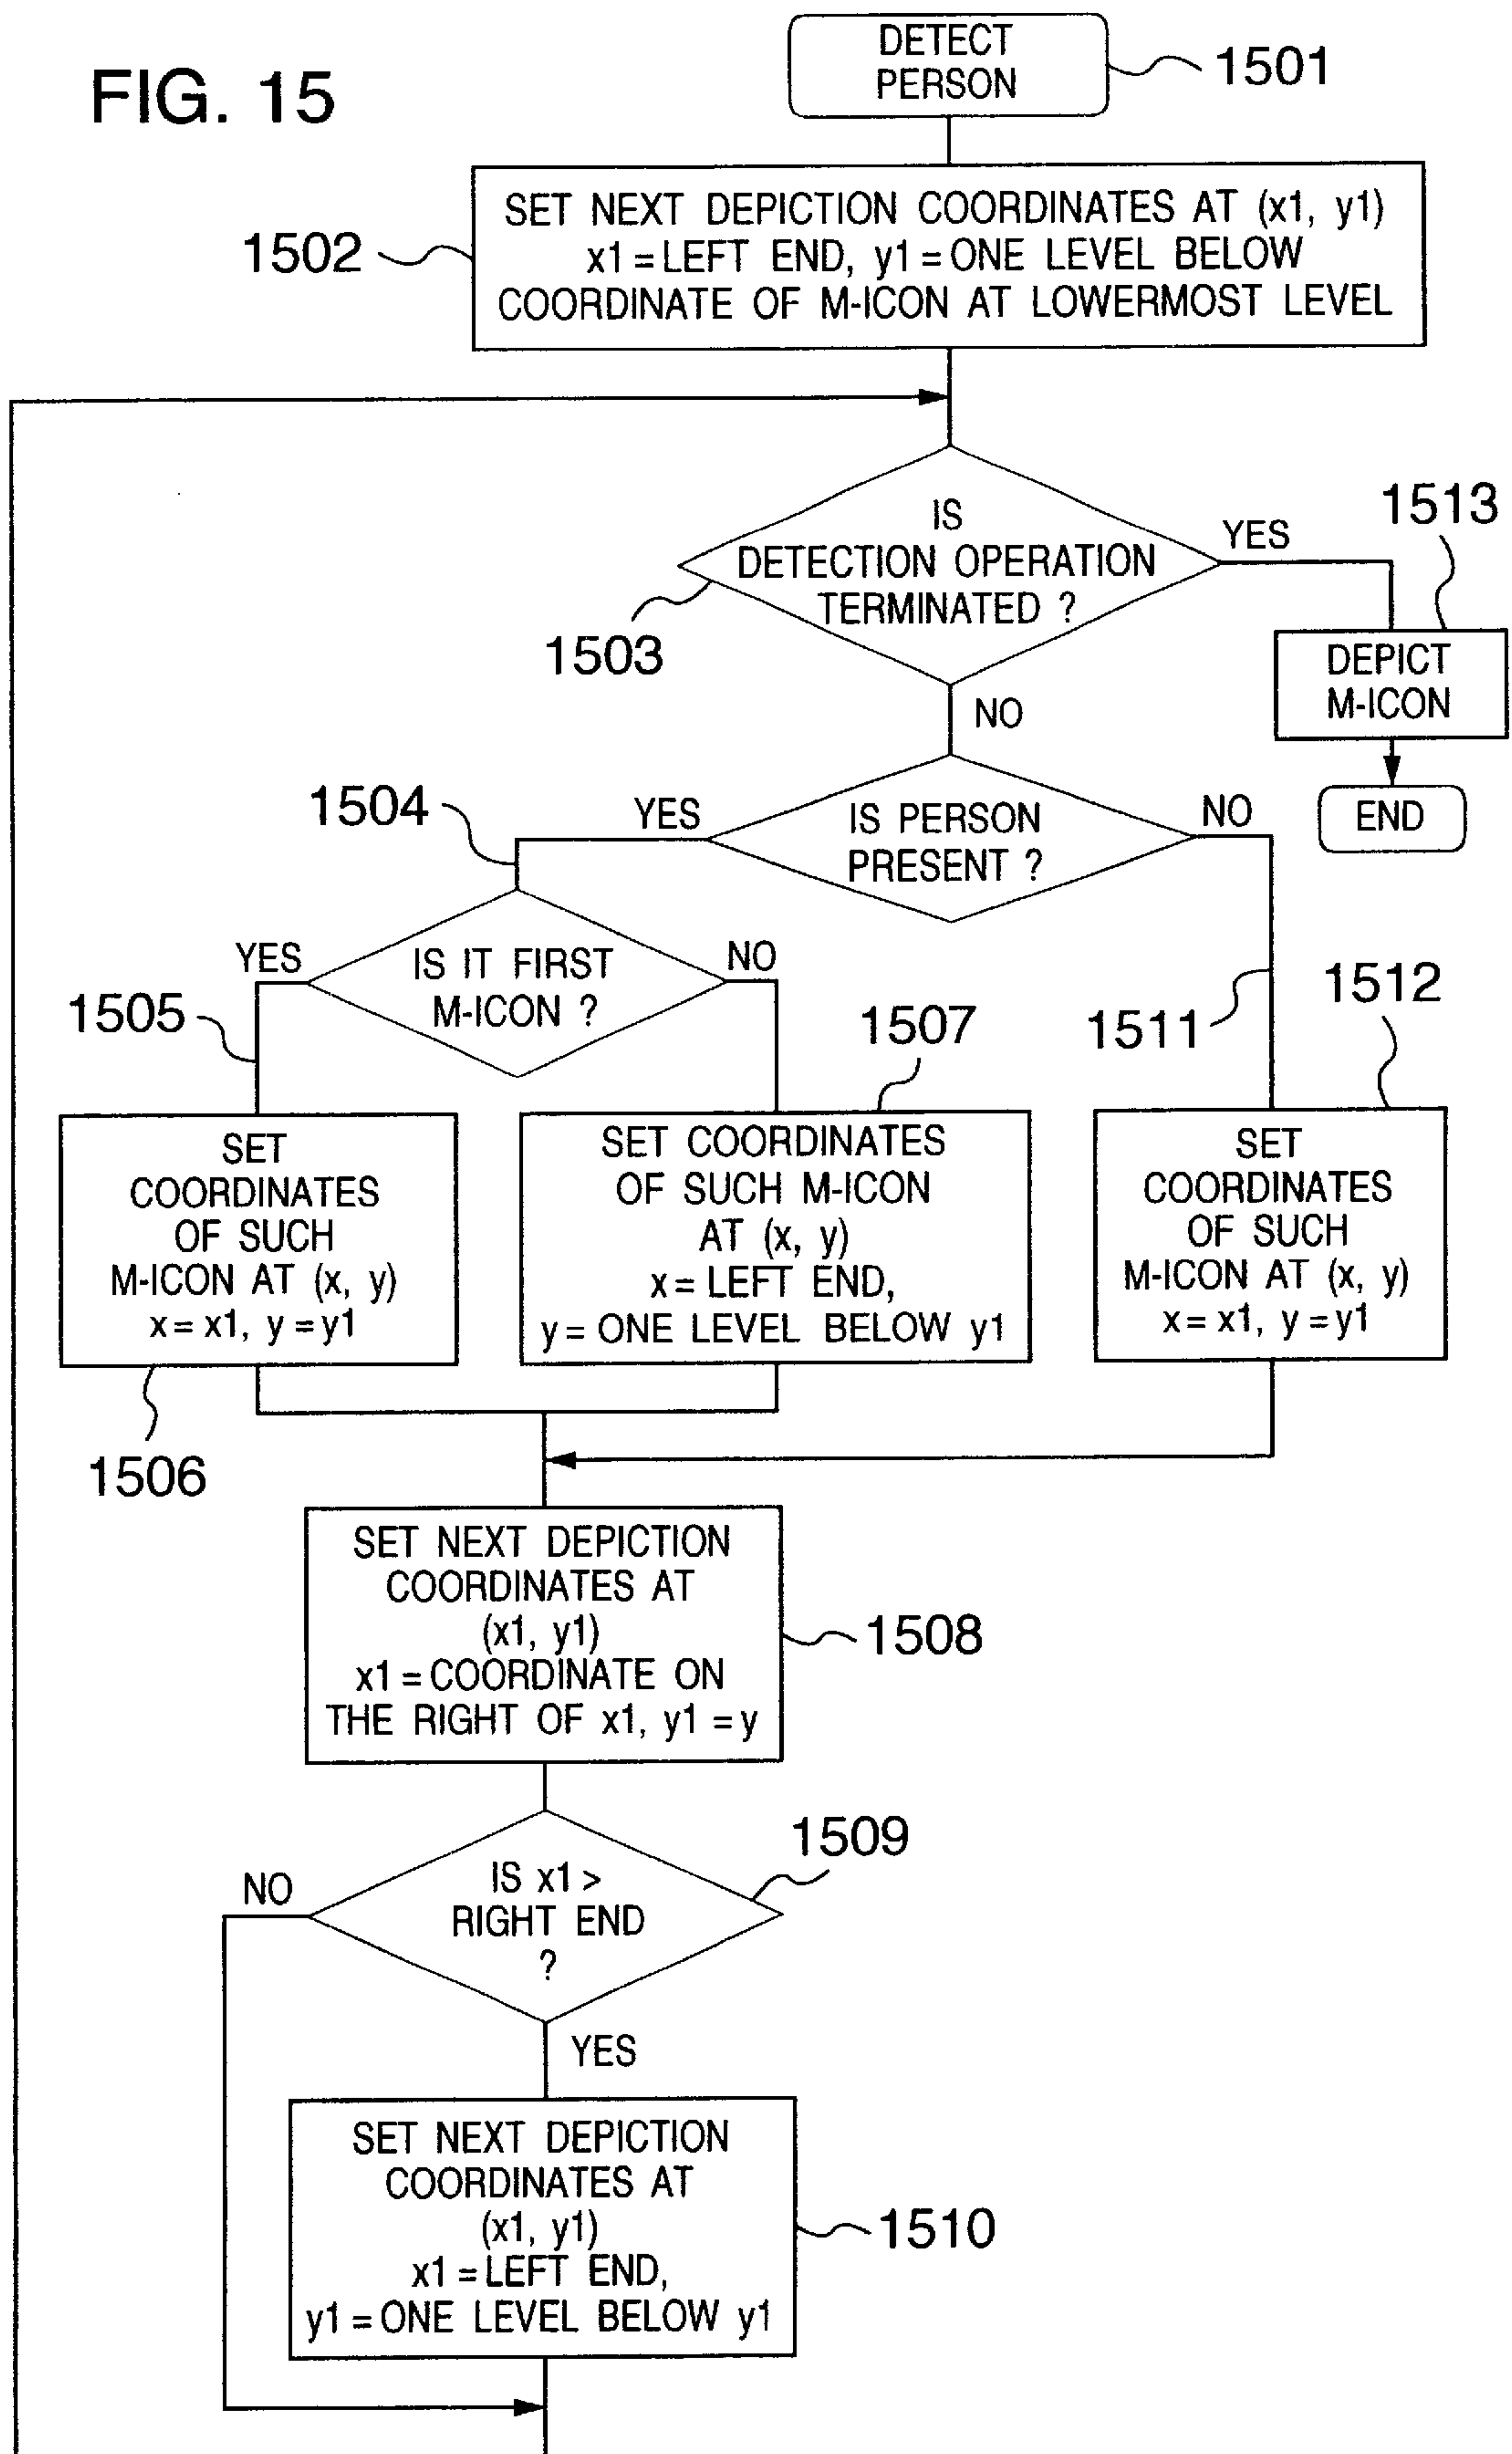 FIG. 15
DETECT
PERSON
1501
1502
SET NEXT DEPICTION COORDINATES AT (x1, y1)
x1 = LEFT END, y1 = ONE LEVEL BELOW
COORDINATE OF M-ICON AT LOWERMOST LEVEL
1503
IS
DETECTION OPERATION
TERMINATED ?
YES
NO
1513
DEPICT
M-ICON
END
1504
YES
IS PERSON
PRESENT ?
NO
YES
IS IT FIRST
M-ICON ?
NO
1505
1507
1511
1512
SET
COORDINATES
OF SUCH
M-ICON AT (x, y)
x = x1, y = y1
1506
SET COORDINATES
OF SUCH M-ICON
AT (x, y)
x = LEFT END,
y = ONE LEVEL BELOW y1
SET
COORDINATES
OF SUCH
M-ICON AT (x, y)
x = x1, y = y1
SET NEXT DEPICTION
COORDINATES AT
(x1, y1)
x1 = COORDINATE ON
THE RIGHT OF x1, y1 = y
1508
1509
NO
IS x1 >
RIGHT END
?
YES
SET NEXT DEPICTION
COORDINATES AT
(x1, y1)
x1 = LEFT END,
y1 = ONE LEVEL BELOW y1
1510